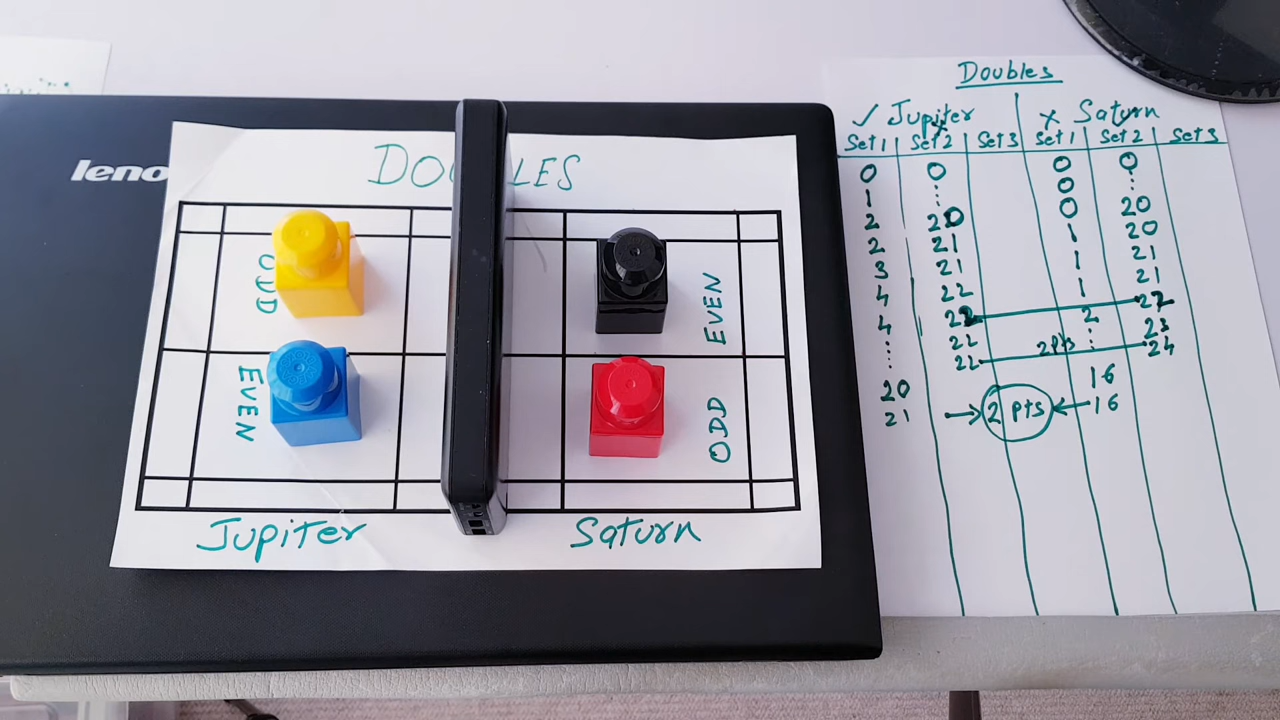 leno
DOUBLES
ODD
EVEN
EVEN
ODD
Jupiter
Saturn
Doubles
✓ Jupiter x Saturn
Set 1 Set 2 Set 3 Set 1 Set 2 Set 3
0 0 0 0
1 ⋮ 0 ⋮
2 20 0 20
2 21 1 20
3 21 1 21
4 22 1 21
4 22 2 22
⋮ 22 ⋮ 23
22 2 pts 24
20 16
21 → 2 pts ← 16